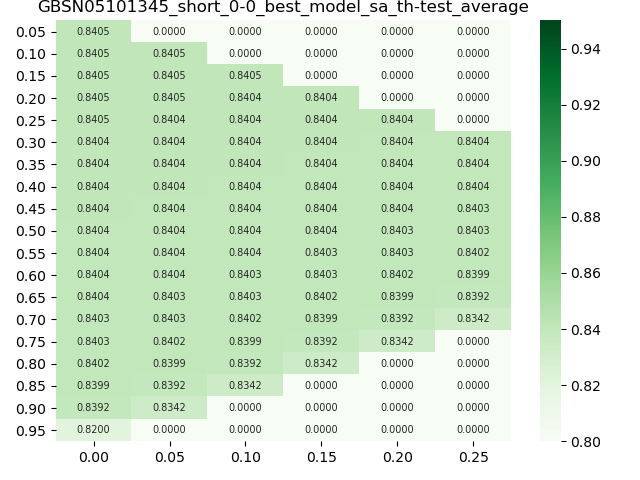 GBSN05101345_short_0-0_best_model_sa_th-test_average
0.05 0.8405 0.0000 0.0000 0.0000 0.0000 0.0000
0.10 0.8405 0.8405 0.0000 0.0000 0.0000 0.0000
0.15 0.8405 0.8405 0.8405 0.0000 0.0000 0.0000
0.20 0.8405 0.8405 0.8404 0.8404 0.0000 0.0000
0.25 0.8405 0.8404 0.8404 0.8404 0.8404 0.0000
0.30 0.8404 0.8404 0.8404 0.8404 0.8404 0.8404
0.35 0.8404 0.8404 0.8404 0.8404 0.8404 0.8404
0.40 0.8404 0.8404 0.8404 0.8404 0.8404 0.8404
0.45 0.8404 0.8404 0.8404 0.8404 0.8404 0.8403
0.50 0.8404 0.8404 0.8404 0.8404 0.8403 0.8403
0.55 0.8404 0.8404 0.8404 0.8403 0.8403 0.8402
0.60 0.8404 0.8404 0.8403 0.8403 0.8402 0.8399
0.65 0.8404 0.8403 0.8403 0.8402 0.8399 0.8392
0.70 0.8403 0.8403 0.8402 0.8399 0.8392 0.8342
0.75 0.8403 0.8402 0.8399 0.8392 0.8342 0.0000
0.80 0.8402 0.8399 0.8392 0.8342 0.0000 0.0000
0.85 0.8399 0.8392 0.8342 0.0000 0.0000 0.0000
0.90 0.8392 0.8342 0.0000 0.0000 0.0000 0.0000
0.95 0.8200 0.0000 0.0000 0.0000 0.0000 0.0000
0.00 0.05 0.10 0.15 0.20 0.25
0.94
0.92
0.90
0.88
0.86
0.84
0.82
0.80